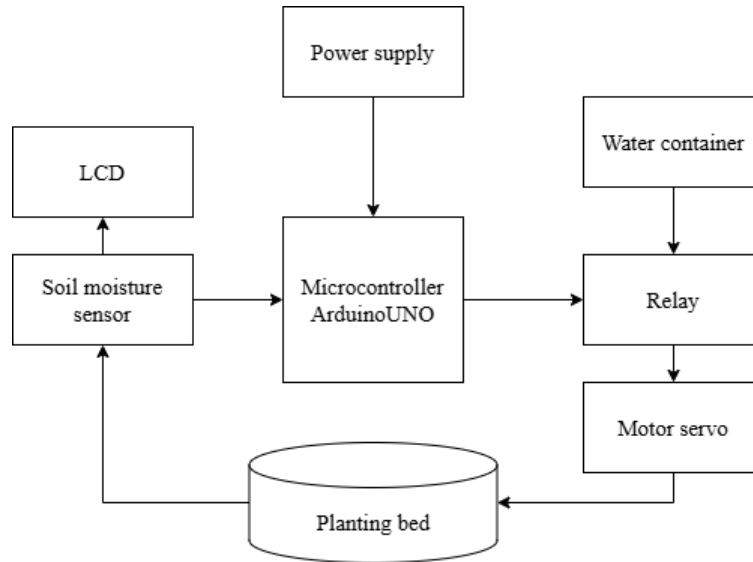 Power supply
Water container
LCD
Soil moisture
sensor
Microcontroller
ArduinoUNO
Relay
Motor servo
Planting bed